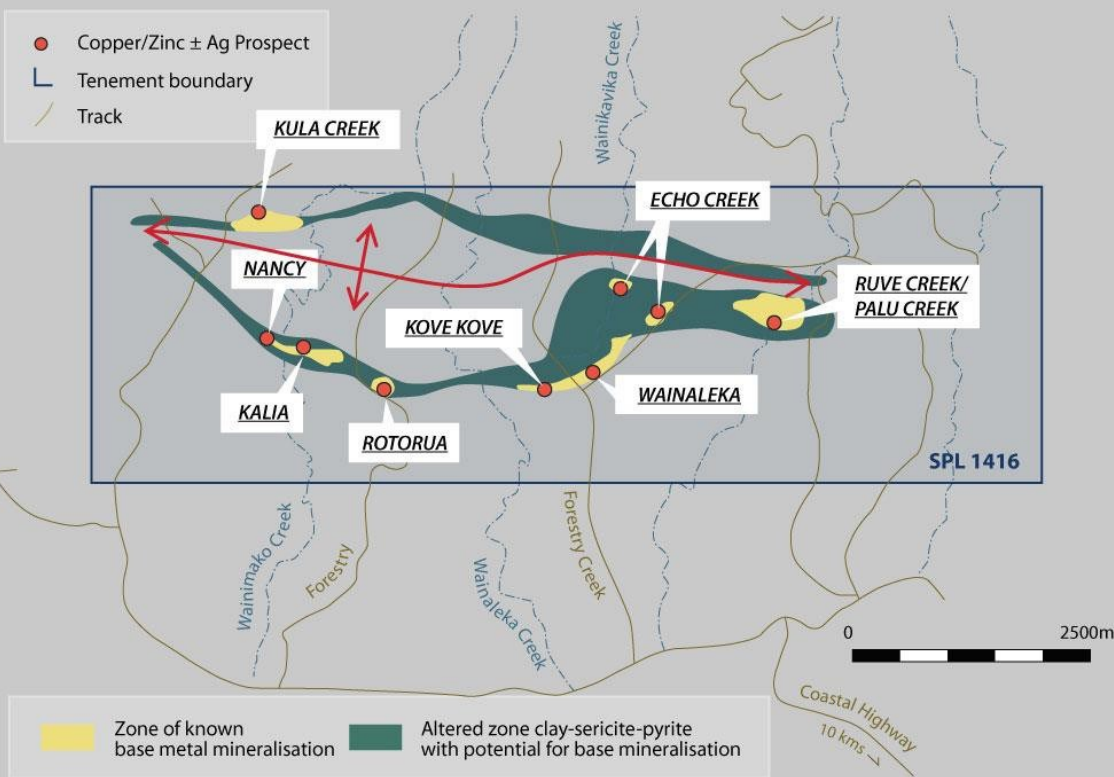 Copper/Zinc ± Ag Prospect
Tenement boundary
Track
KULA CREEK
Wainikavika Creek
ECHO CREEK
NANCY
RUVE CREEK/
PALU CREEK
KOVE KOVE
WAINALEKA
KALIA
ROTORUA
SPL 1416
Wainimako Creek
Forestry
Wainaleka Creek
Forestry Creek
0 2500m
Coastal Highway
10 kms
Zone of known
base metal mineralisation
Altered zone clay-sericite-pyrite
with potential for base mineralisation